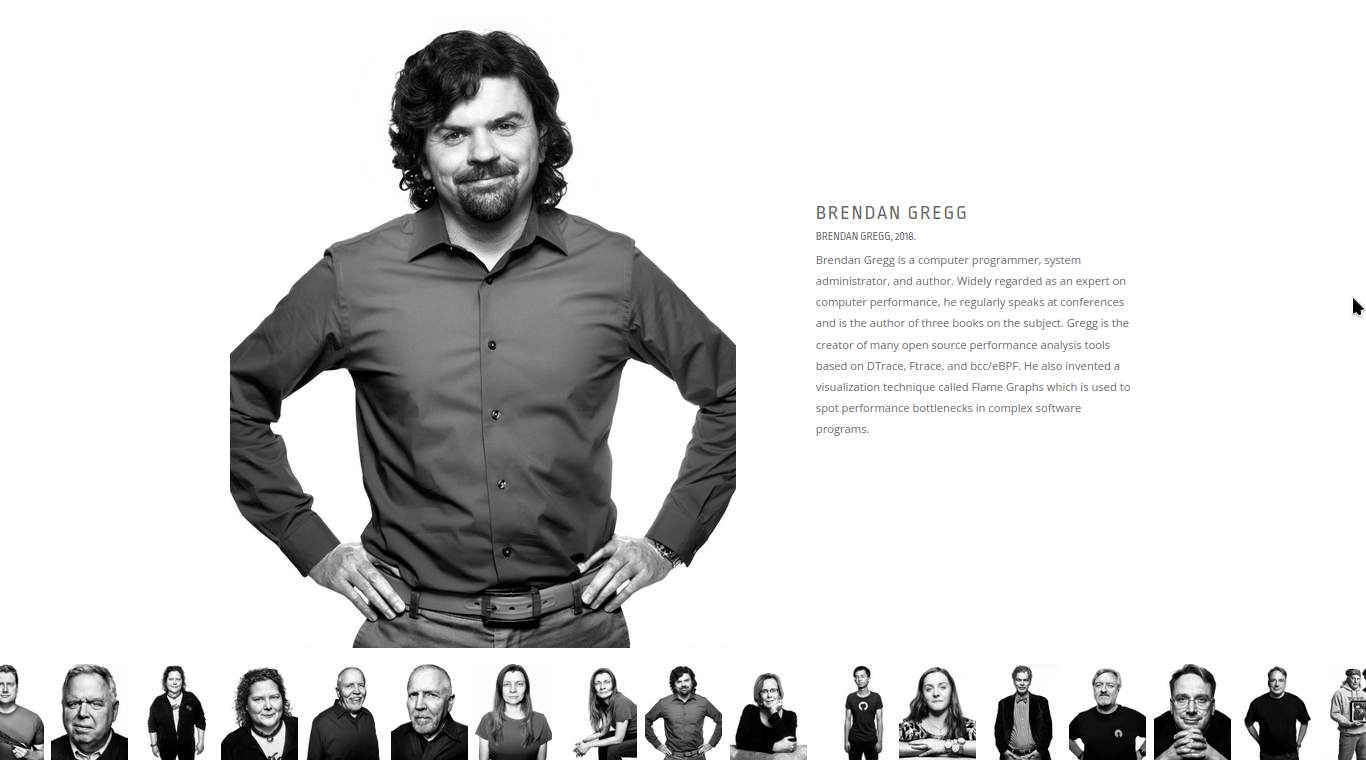 BRENDAN GREGG
BRENDAN GREGG, 2018.
Brendan Gregg is a computer programmer, system
administrator, and author. Widely regarded as an expert on
computer performance, he regularly speaks at conferences
and is the author of three books on the subject. Gregg is the
creator of many open source performance analysis tools
based on DTrace, Ftrace, and bcc/eBPF. He also invented a
visualization technique called Flame Graphs which is used to
spot performance bottlenecks in complex software
programs.